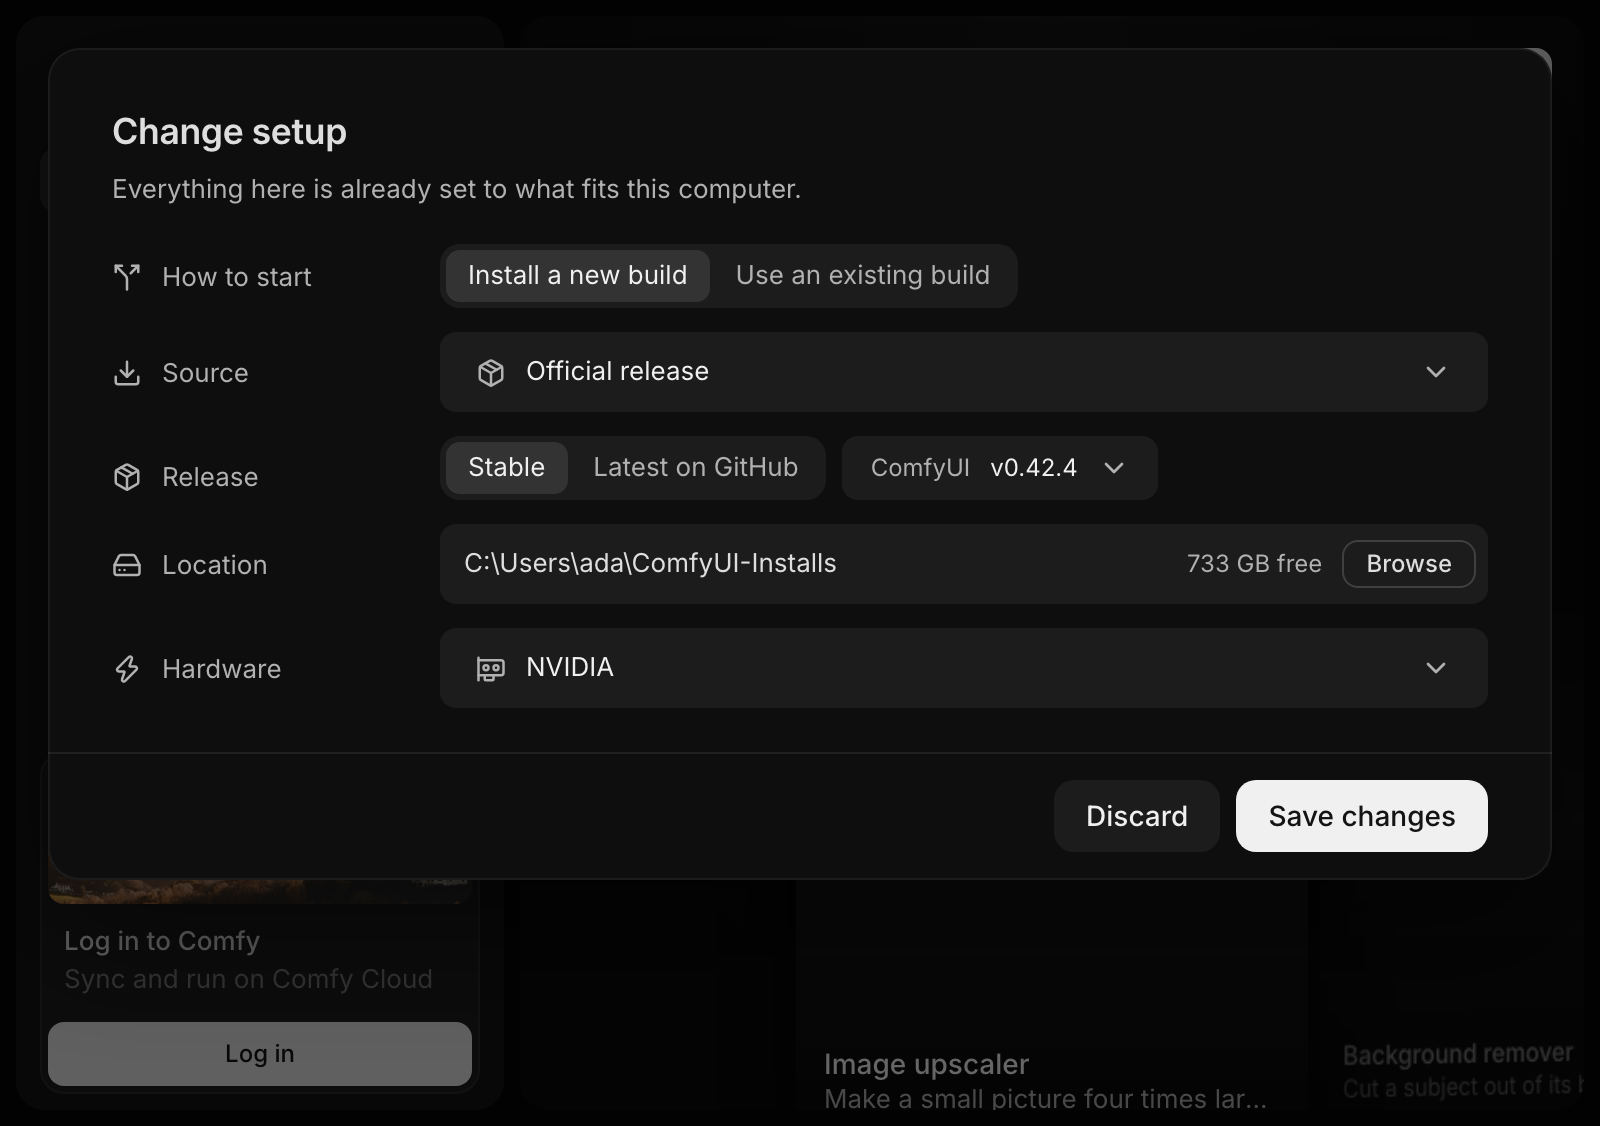 Change setup
Everything here is already set to what fits this computer.
How to start
Install a new build
Use an existing build
Source
Official release
Release
Stable
Latest on GitHub
ComfyUI v0.42.4
Location
C:\Users\ada\ComfyUI-Installs
733 GB free
Browse
Hardware
NVIDIA
Discard
Save changes
Log in to Comfy
Sync and run on Comfy Cloud
Log in
Image upscaler
Make a small picture four times lar...
Background remover
Cut a subject out of its